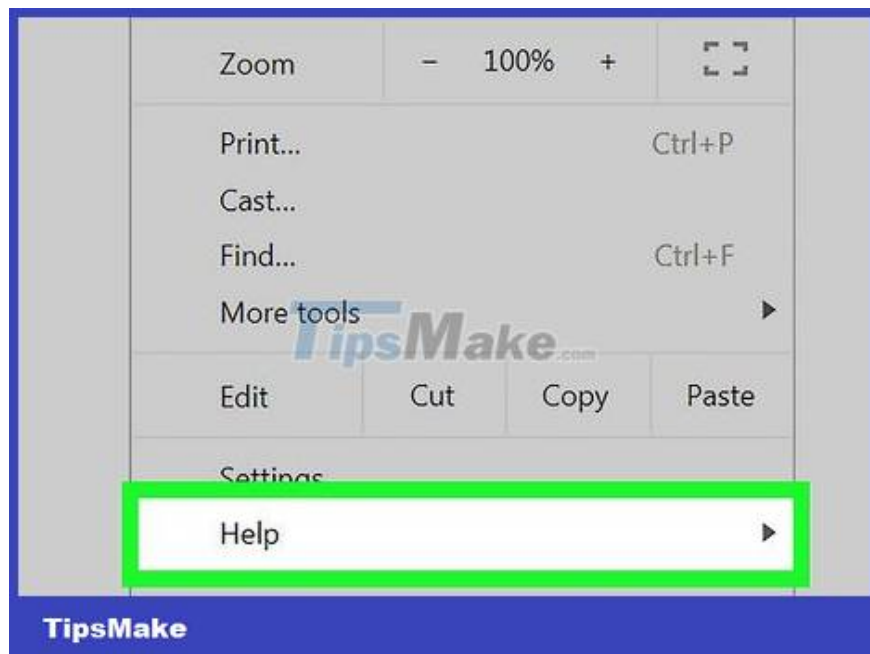 Zoom - 100% +
Print... Ctrl+P
Cast...
Find... Ctrl+F
More tools
TipsMake.com
Edit Cut Copy Paste
Settings
Help
TipsMake